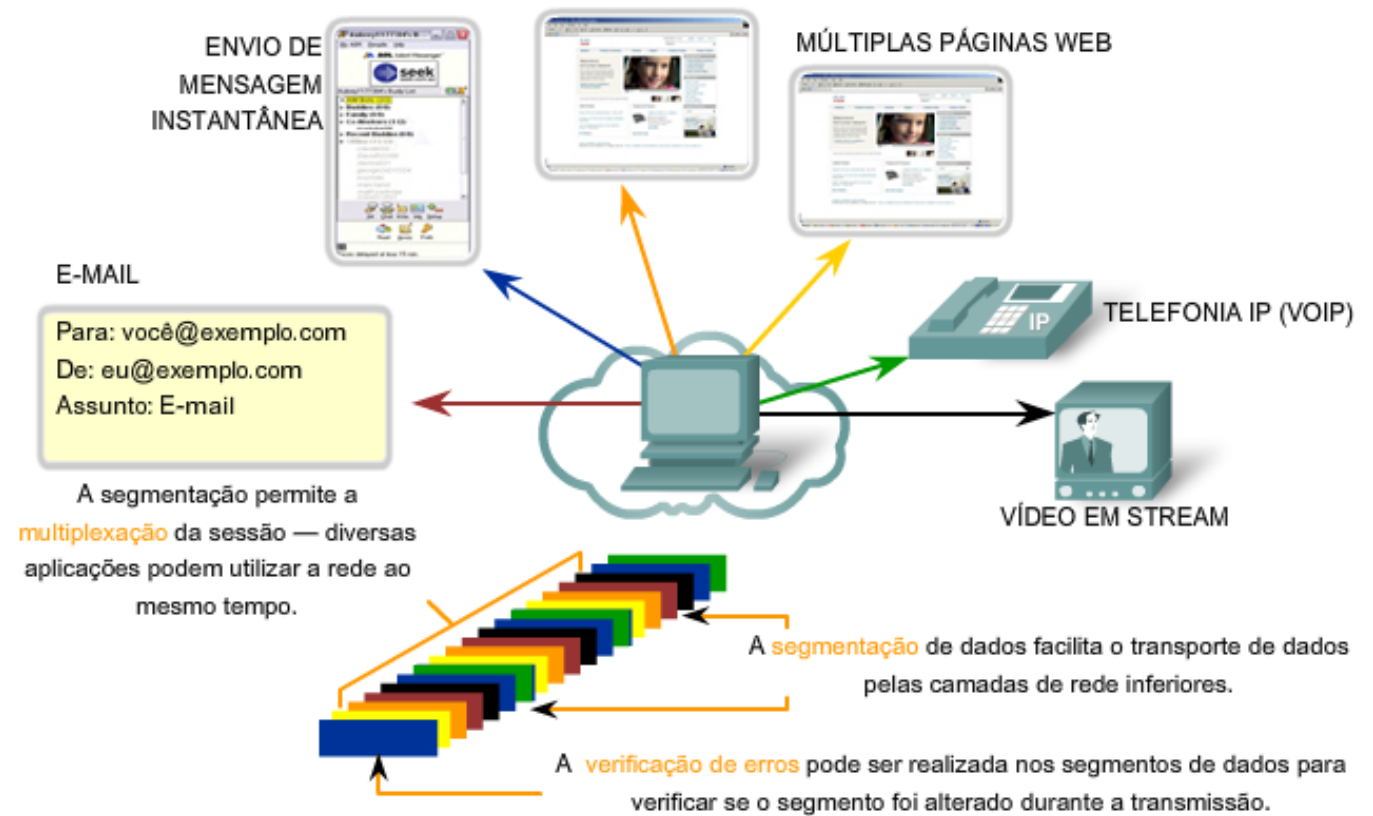 ENVIO DE
MENSAGEM
INSTANTÂNEA
seek
MÚLTIPLAS PÁGINAS WEB
E-MAIL
Para: você@exemplo.com
De: eu@exemplo.com
Assunto: E-mail
IP
TELEFONIA IP (VOIP)
VÍDEO EM STREAM
A segmentação permite a
multiplexação da sessão — diversas
aplicações podem utilizar a rede ao
mesmo tempo.
A segmentação de dados facilita o transporte de dados
pelas camadas de rede inferiores.
A verificação de erros pode ser realizada nos segmentos de dados para
verificar se o segmento foi alterado durante a transmissão.